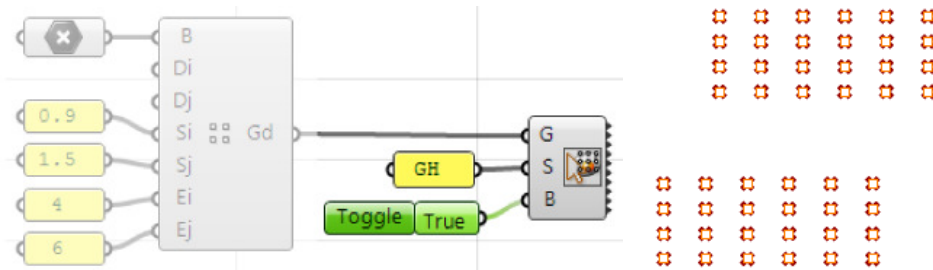 B
Di
Dj
0.9
Si
Gd
G
1.5
Sj
GH
S
4
Ei
Toggle
True
B
6
Ej